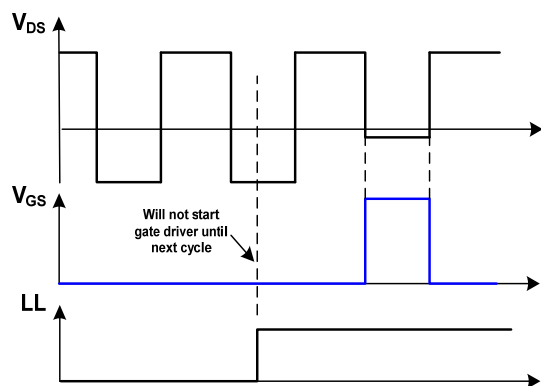 VDS
VGS
Will not start
gate driver until
next cycle
LL